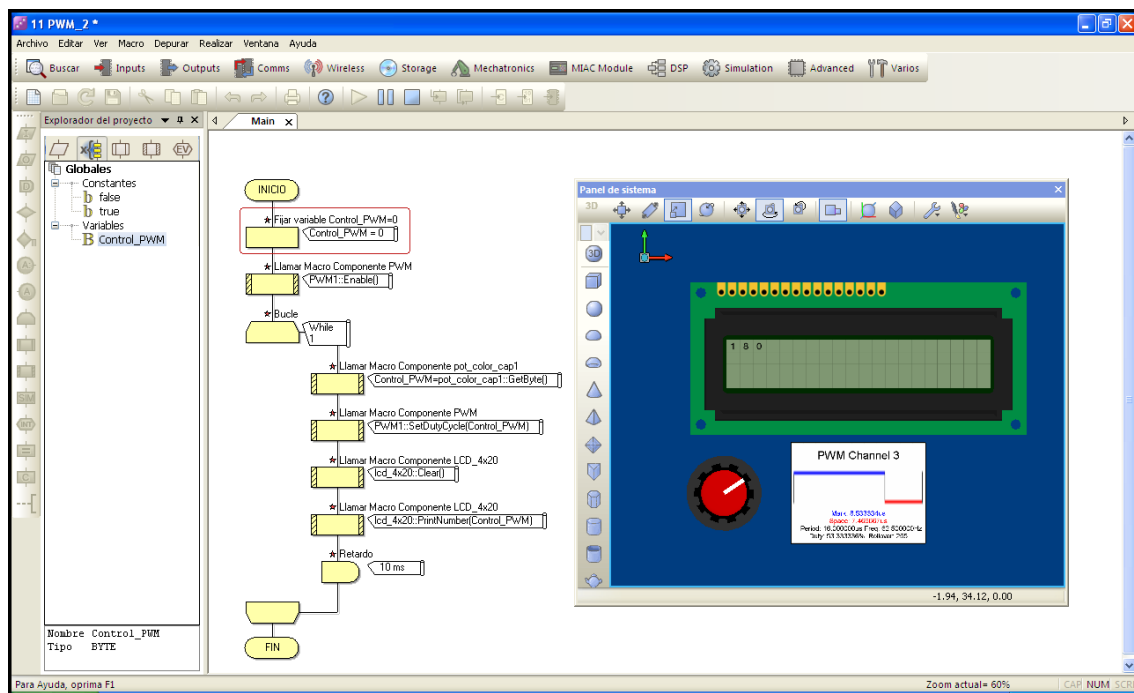 11 PWM_2 *
Archivo Editar Ver Macro Depurar Realizar Ventana Ayuda
Buscar Inputs Outputs Comms Wireless Storage Mechatronics MIAC Module DSP Simulation Advanced Varios
Explorador del proyecto
Main
Globales
Constantes
false
true
Variables
Control_PWM
INICIO
Fijar variable Control_PWM=0
Control_PWM = 0
Llamar Macro Componente PWM
PWM1::Enable()
Bucle
While
1
Llamar Macro Componente pot_color_cap1
Control_PWM=pot_color_cap1::GetByte()
Llamar Macro Componente PWM
PWM1::SetDutyCycle(Control_PWM)
Llamar Macro Componente LCD_4x20
lcd_4x20::Clear()
Llamar Macro Componente LCD_4x20
lcd_4x20::PrintNumber(Control_PWM)
Retardo
10 ms
FIN
Panel de sistema
3D
3D
180
PWM Channel 3
-1.94, 34.12, 0.00
Nombre Control_PWM
Tipo BYTE
Para Ayuda, oprima F1
Zoom actual= 60%
CAP NUM SCRL